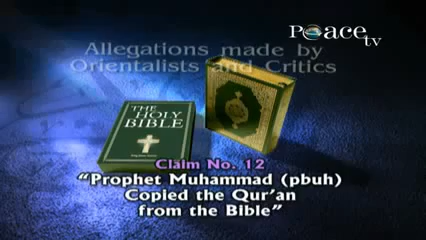 Peace tv
Allegations made by
Orientalists and Critics
THE
HOLY
BIBLE
Claim No. 12
“Prophet Muhammad (pbuh)
Copied the Qur'an
from the Bible”